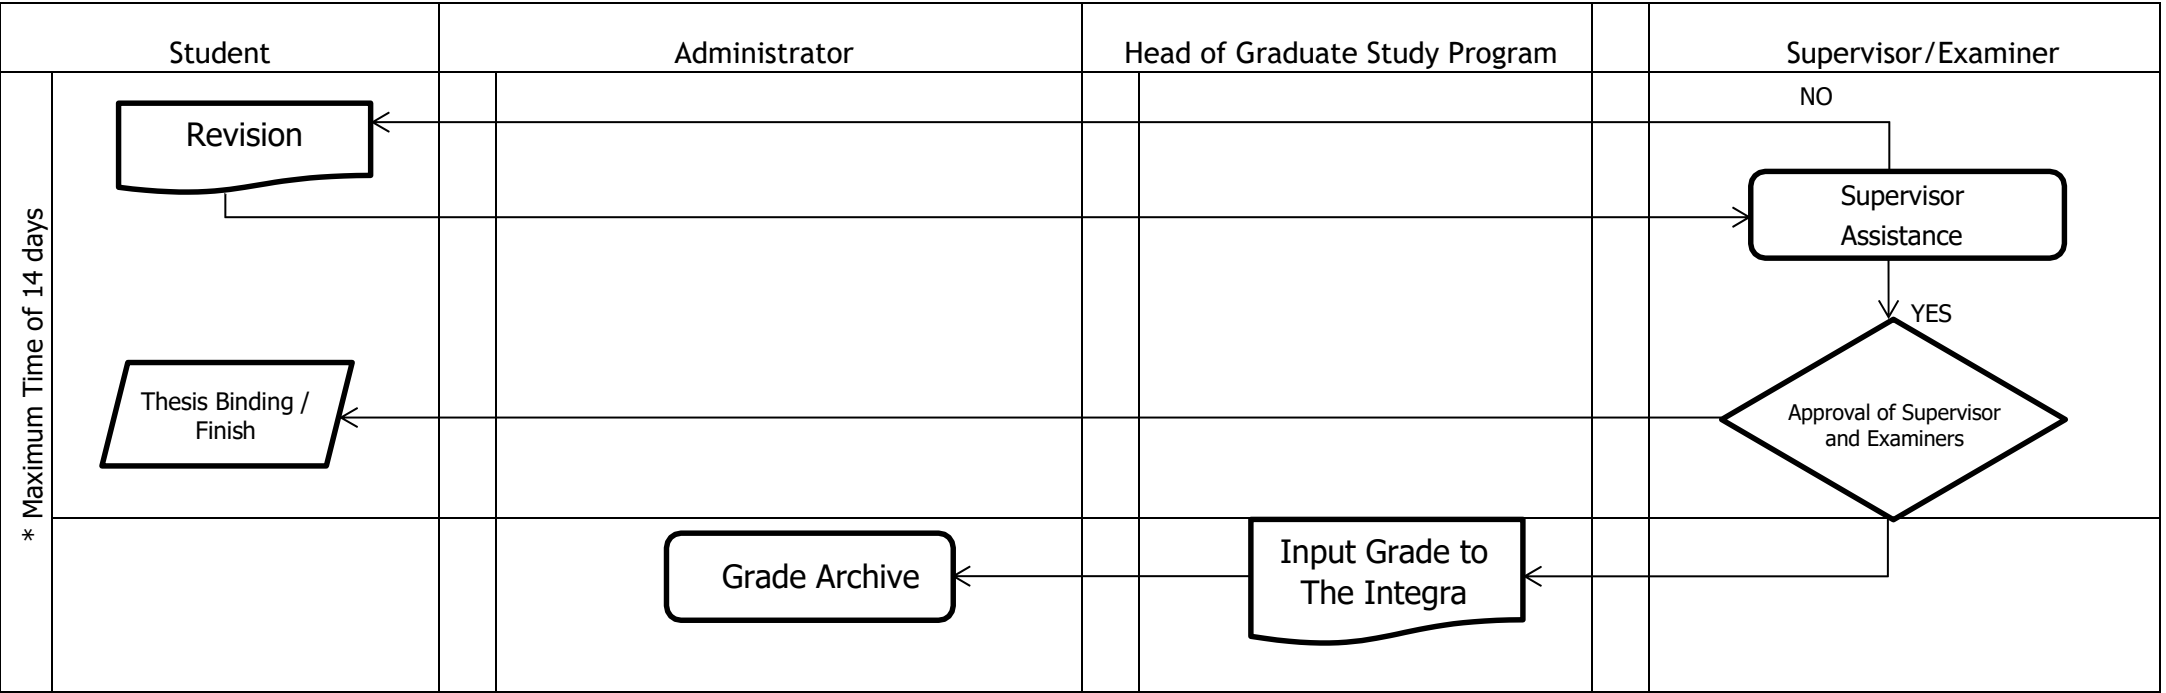 Student
Administrator
Head of Graduate Study Program
Supervisor/Examiner
* Maximum Time of 14 days
NO
Revision
Supervisor
Assistance
YES
Thesis Binding /
Finish
Approval of Supervisor
and Examiners
Grade Archive
Input Grade to
The Integra